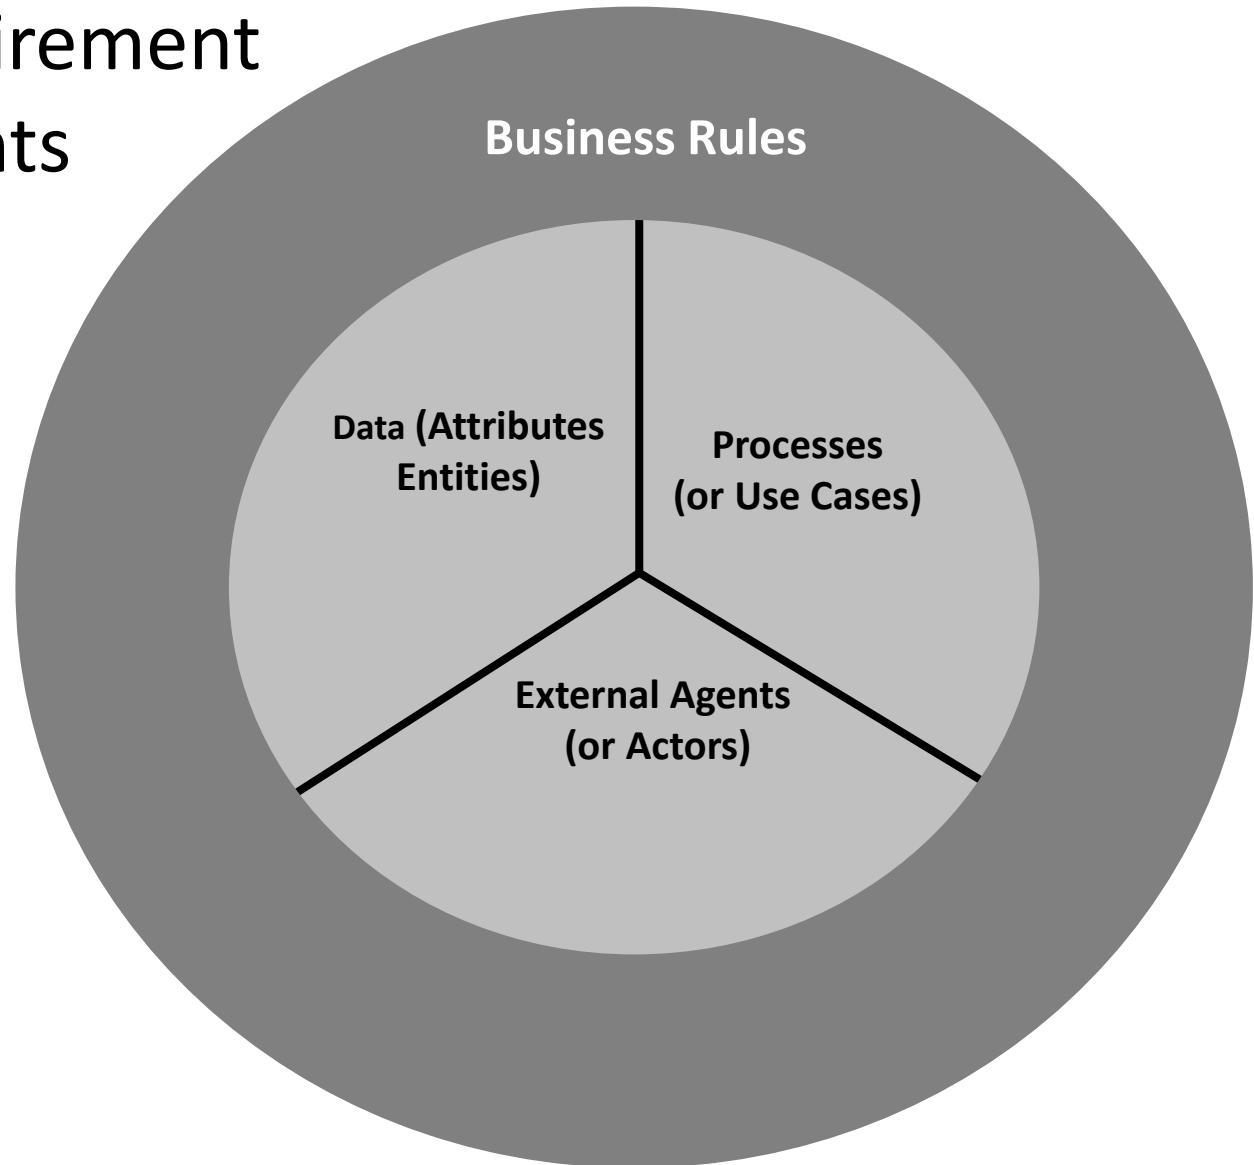 irement
nts
Business Rules
Data (Attributes
Entities)
Processes
(or Use Cases)
External Agents
(or Actors)